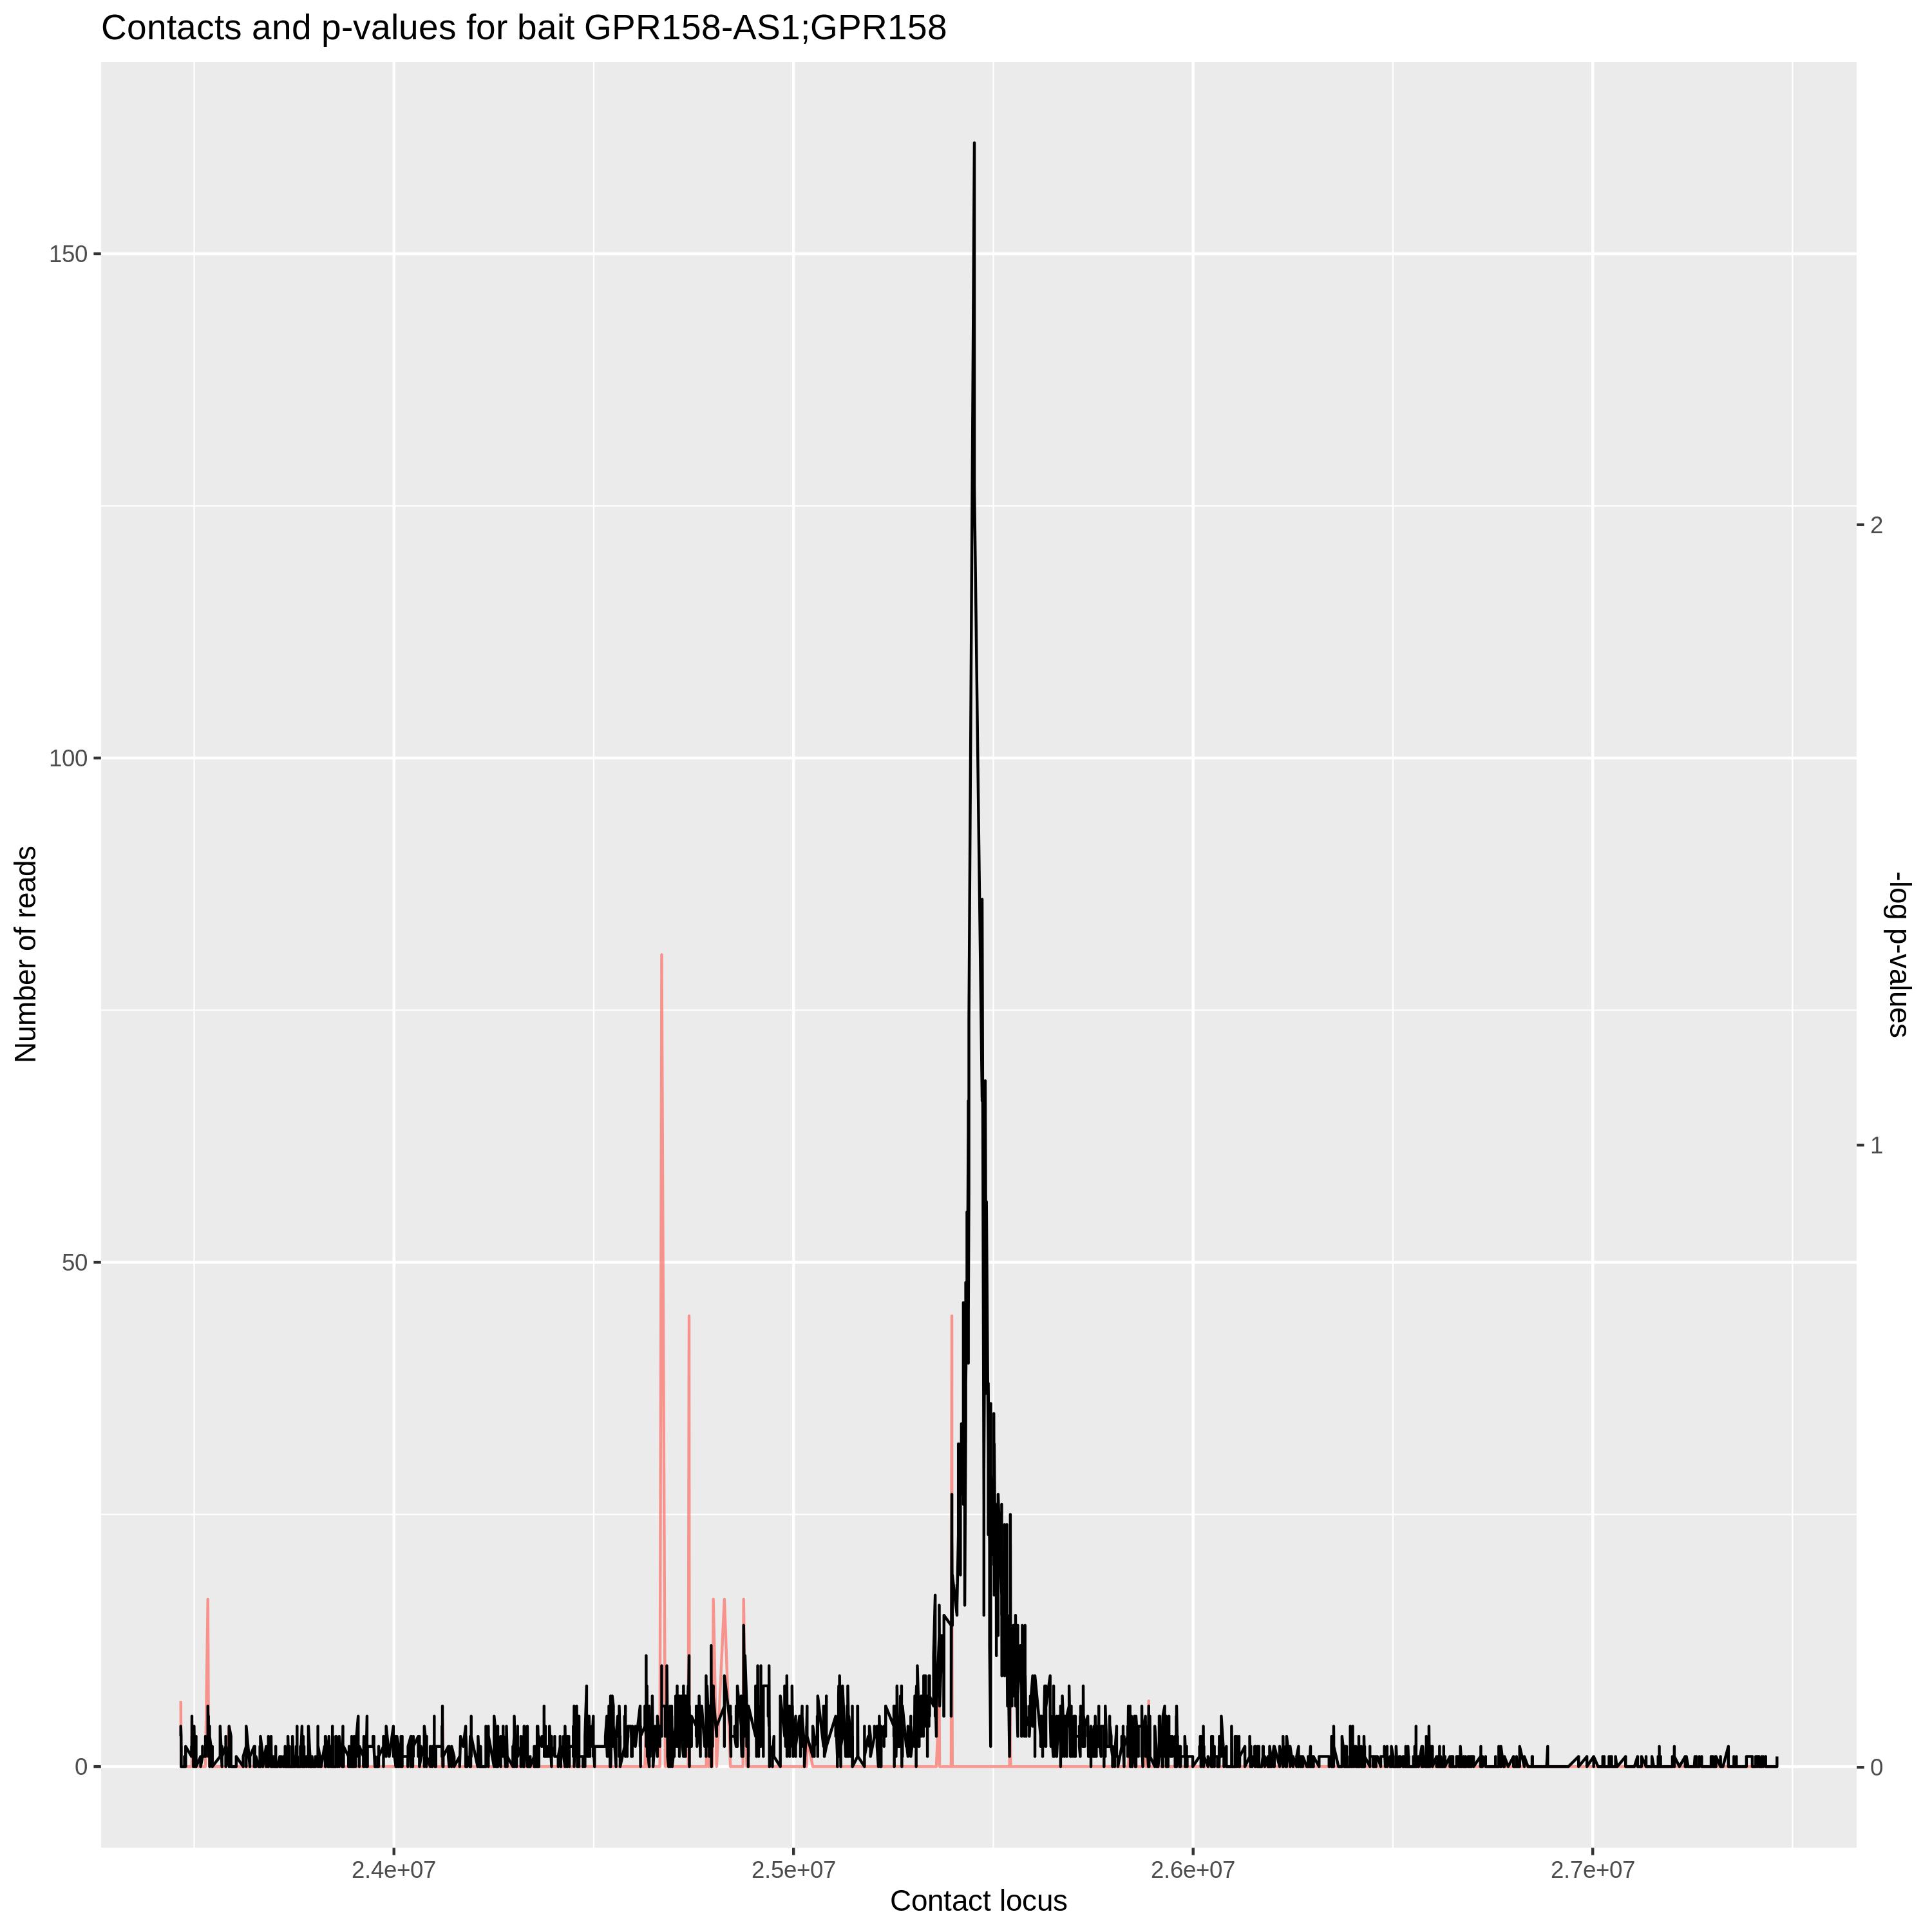 Contacts and p-values for bait GPR158-AS1;GPR158
150
100
50
0
Number of reads
2
1
0
-log p-values
2.4e+07
2.5e+07
2.6e+07
2.7e+07
Contact locus